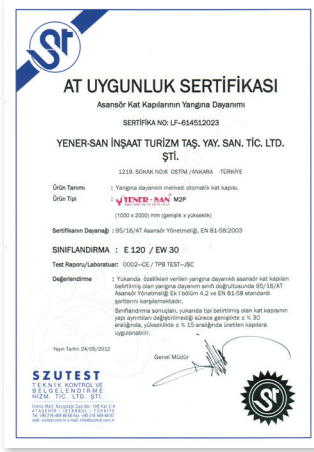 AT UYGUNLUK SERTİFİKASI
Asansör Kat Kapılarının Yangına Dayanımı
SERTİFİKA NO: LF-614512023
YENER-SAN İNŞAAT TURİZM TAŞ. YAY. SAN. TİC. LTD.
ŞTİ.
1219. SOKAK NO:6 OSTİM /ANKARA -TÜRKİYE
Ürün Tanımı : Yangına dayanıklı merkezi otomatik kat kapısı.
Ürün Tipi : YENER - SAN M2P
(1000 x 2000) mm (genişlik x yükseklik)
Sertifikanın Dayanağı : 95/16/AT Asansör Yönetmeliği, EN 81-58:2003
SINIFLANDIRMA : E 120 / EW 30
Test Raporu/Laboratuar: 0002-CE / TPB TEST-JSC
Değerlendirme : Yukarıda özellikleri verilen yangına dayanıklı asansör kat kapıları
belirtilmiş olan yangına dayanım sınıfı doğrultusunda 95/16/AT
Asansör Yönetmeliği Ek I bölüm 4.2 ve EN 81-58 standardı
şartlarını karşılamaktadır.
Sınıflandırma sonuçları, yukarıda tipi belirtilmiş olan kat kapısının
yapı ayrıntıları değiştirilmediği sürece genişlikte ± % 30
aralığında, yükseklikte ± % 15 aralığında üretilen kapılara
uygulanabilir.
Yayın Tarihi: 24/05/2012
Genel Müdür
SZUTEST
TEKNİK KONTROL VE
BELGELENDİRME
HİZM. TİC. LTD. ŞTİ.
ATAŞEHİR - İSTANBUL - TÜRKİYE